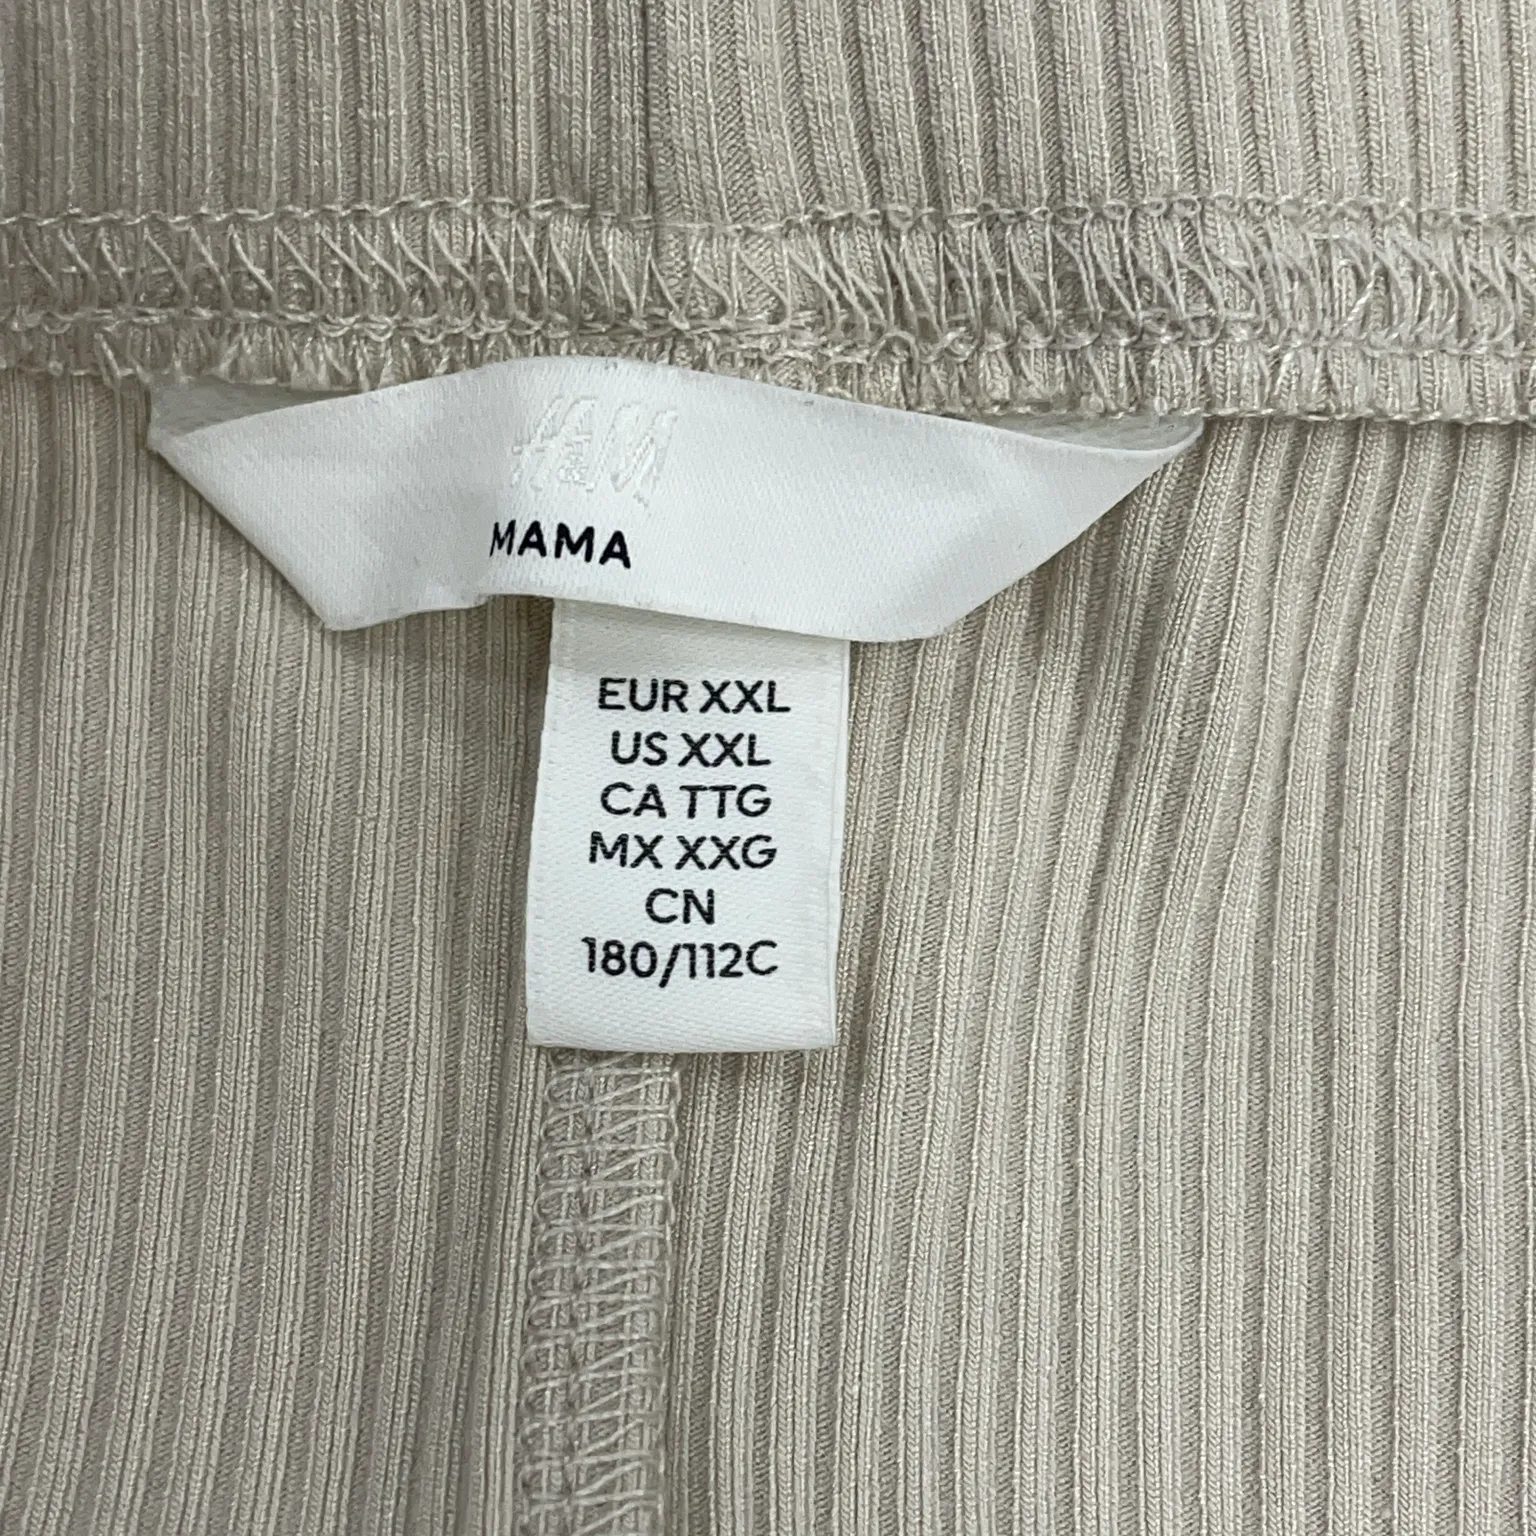 H&M
MAMA
EUR XXL
US XXL
CA TTG
MX XXG
CN
180/112C